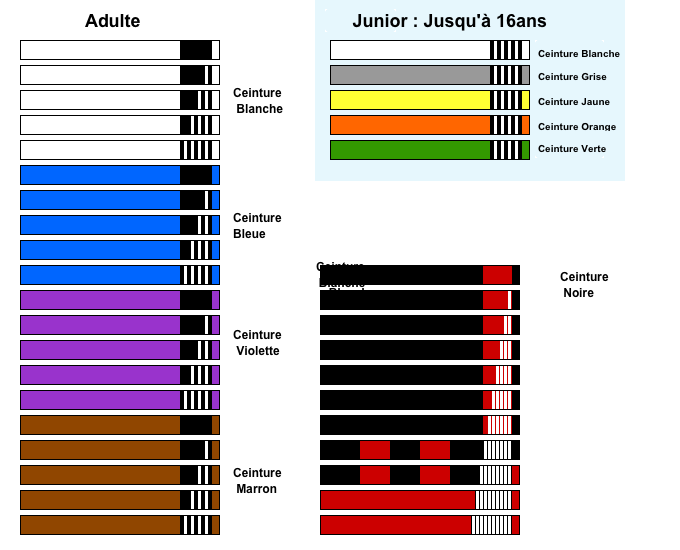 Adulte
Junior : Jusqu'à 16ans
Ceinture Blanche
Ceinture Grise
Ceinture Jaune
Ceinture Orange
Ceinture Verte
Ceinture
Blanche
Ceinture
Bleue
Ceinture
Violette
Ceinture
Marron
Ceinture
Blanche
Ceinture
Noire